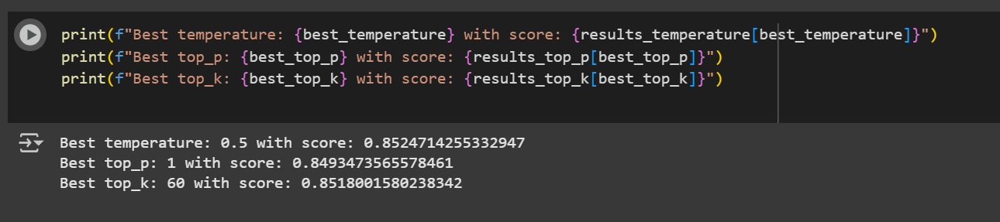 print(f"Best temperature: {best_temperature} with score: {results_temperature[best_temperature]}")
print(f"Best top_p: {best_top_p} with score: {results_top_p[best_top_p]}")
print(f"Best top_k: {best_top_k} with score: {results_top_k[best_top_k]}")
Best temperature: 0.5 with score: 0.8524714255332947
Best top_p: 1 with score: 0.8493473565578461
Best top_k: 60 with score: 0.8518001580238342